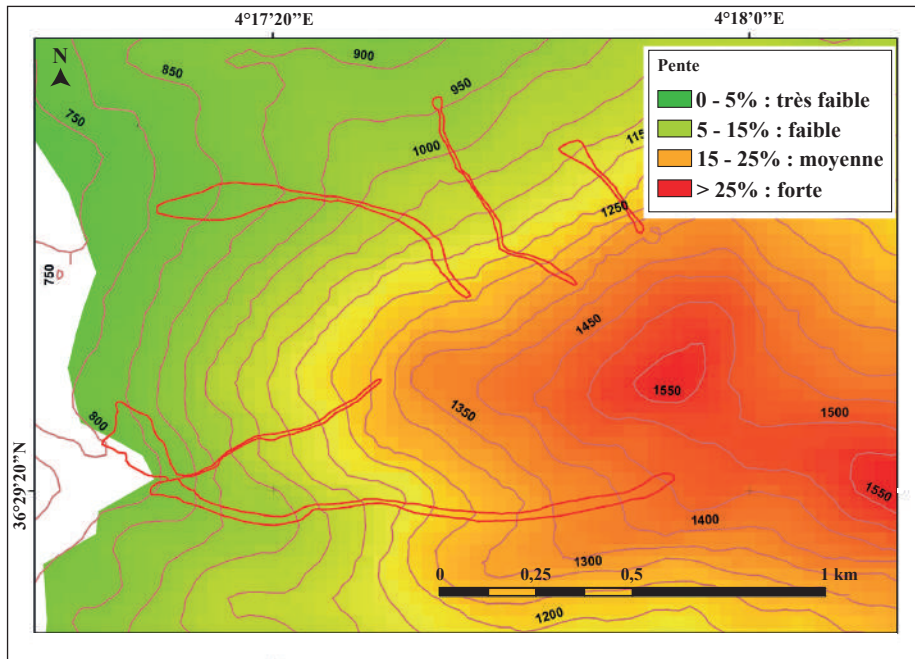 4°17’20”E 4°18’0”E
N
900
850
950
750
1000
115
1250
750
1450
1550
1350
1500
800
1550
1400
1300
1200
36°29’20”N
Pente
0 - 5% : très faible
5 - 15% : faible
15 - 25% : moyenne
> 25% : forte
0 0,25 0,5 1 km